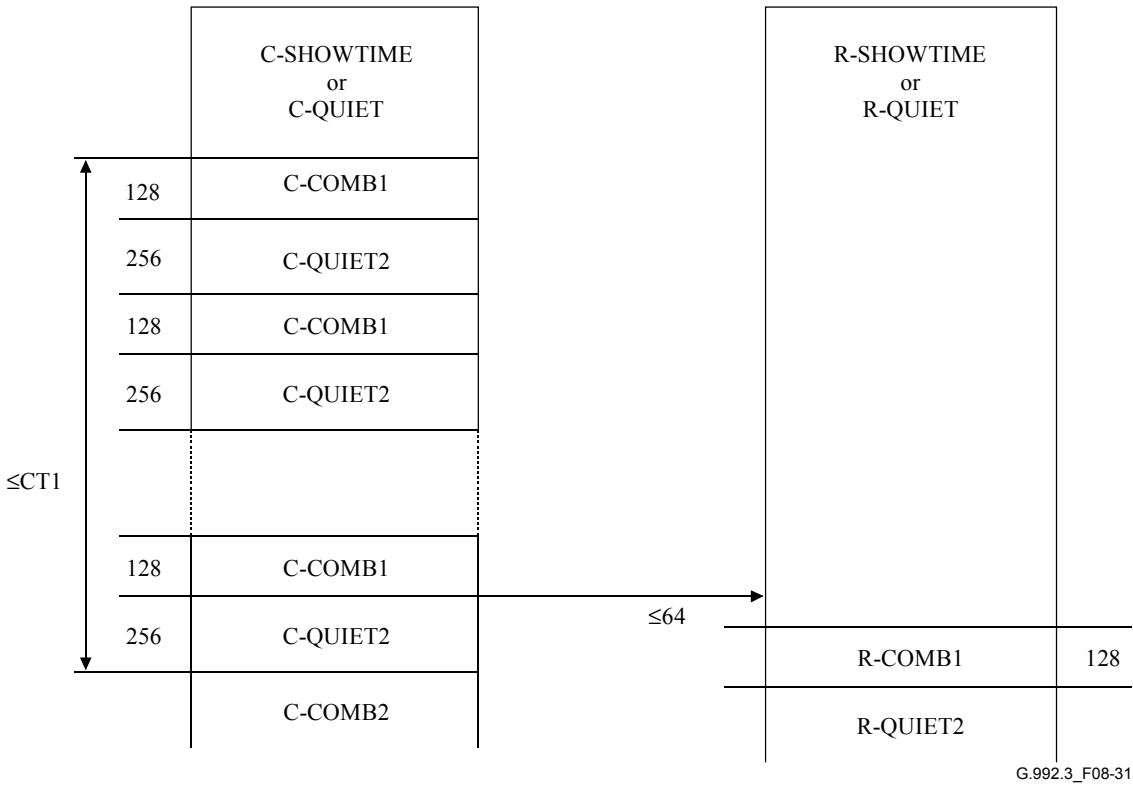 C-SHOWTIME
or
C-QUIET
R-SHOWTIME
or
R-QUIET
128
C-COMB1
256
C-QUIET2
128
C-COMB1
256
C-QUIET2
≤CT1
128
C-COMB1
≤64
256
C-QUIET2
R-COMB1
128
C-COMB2
R-QUIET2
G.992.3_F08-31